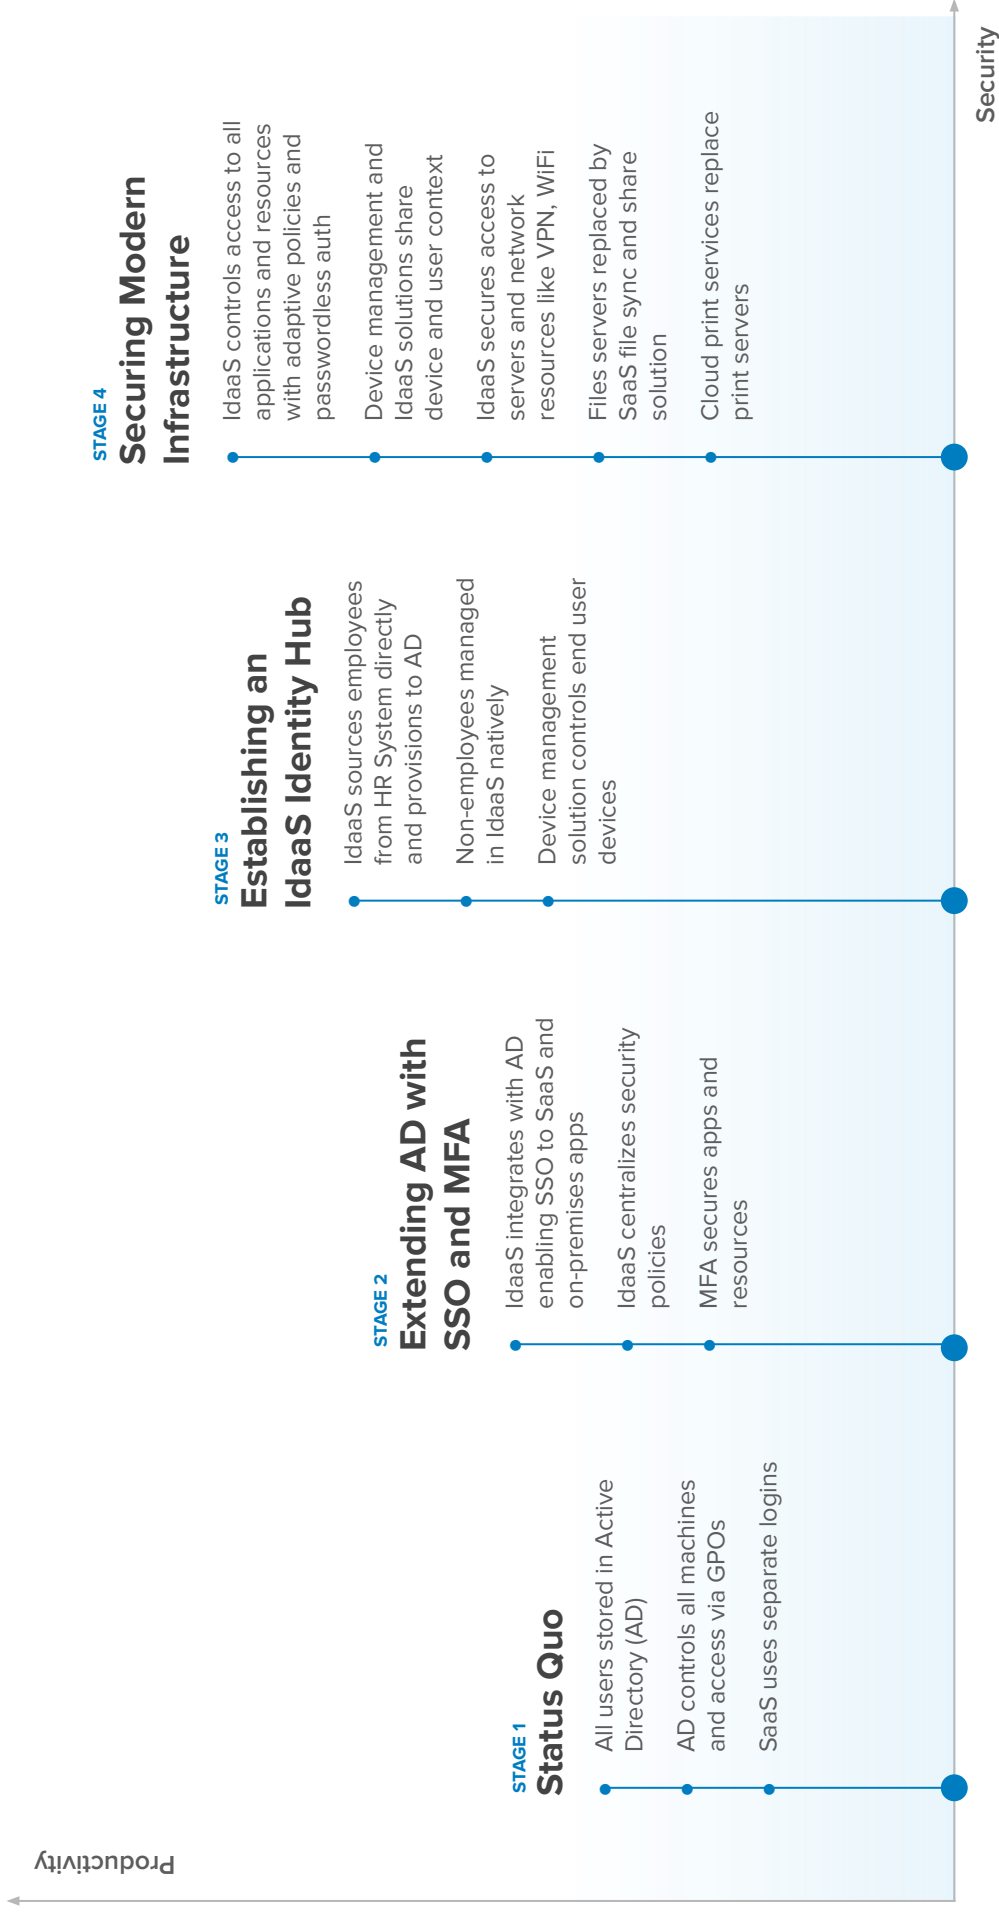 Productivity
STAGE 1
Status Quo
All users stored in Active
Directory (AD)
AD controls all machines
and access via GPOs
SaaS uses separate logins
STAGE 2
Extending AD with
SSO and MFA
IdaaS integrates with AD
enabling SSO to SaaS and
on-premises apps
IdaaS centralizes security
policies
MFA secures apps and
resources
STAGE 3
Establishing an
IdaaS Identity Hub
IdaaS sources employees
from HR System directly
and provisions to AD
Non-employees managed
in IdaaS natively
Device management
solution controls end user
devices
STAGE 4
Securing Modern
Infrastructure
IdaaS controls access to all
applications and resources
with adaptive policies and
passwordless auth
Device management and
IdaaS solutions share
device and user context
IdaaS secures access to
servers and network
resources like VPN, WiFi
Files servers replaced by
SaaS file sync and share
solution
Cloud print services replace
print servers
Security